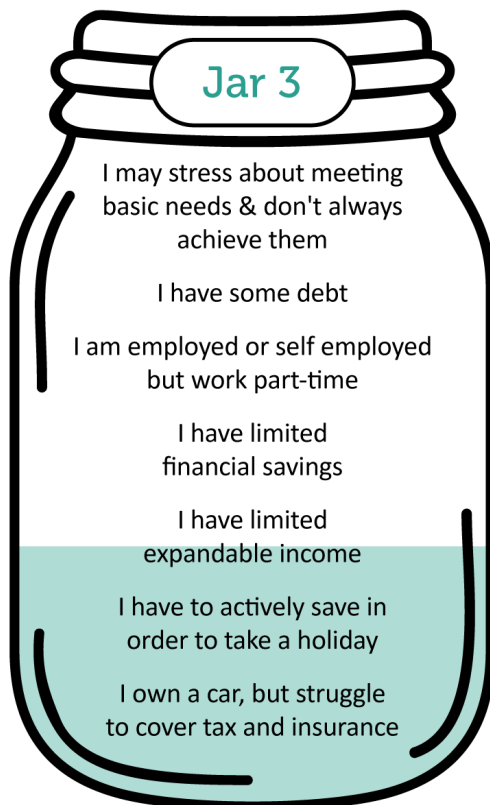 Jar 3
I may stress about meeting
basic needs & don't always
achieve them
I have some debt
I am employed or self employed
but work part-time
I have limited
financial savings
I have limited
expandable income
I have to actively save in
order to take a holiday
I own a car, but struggle
to cover tax and insurance